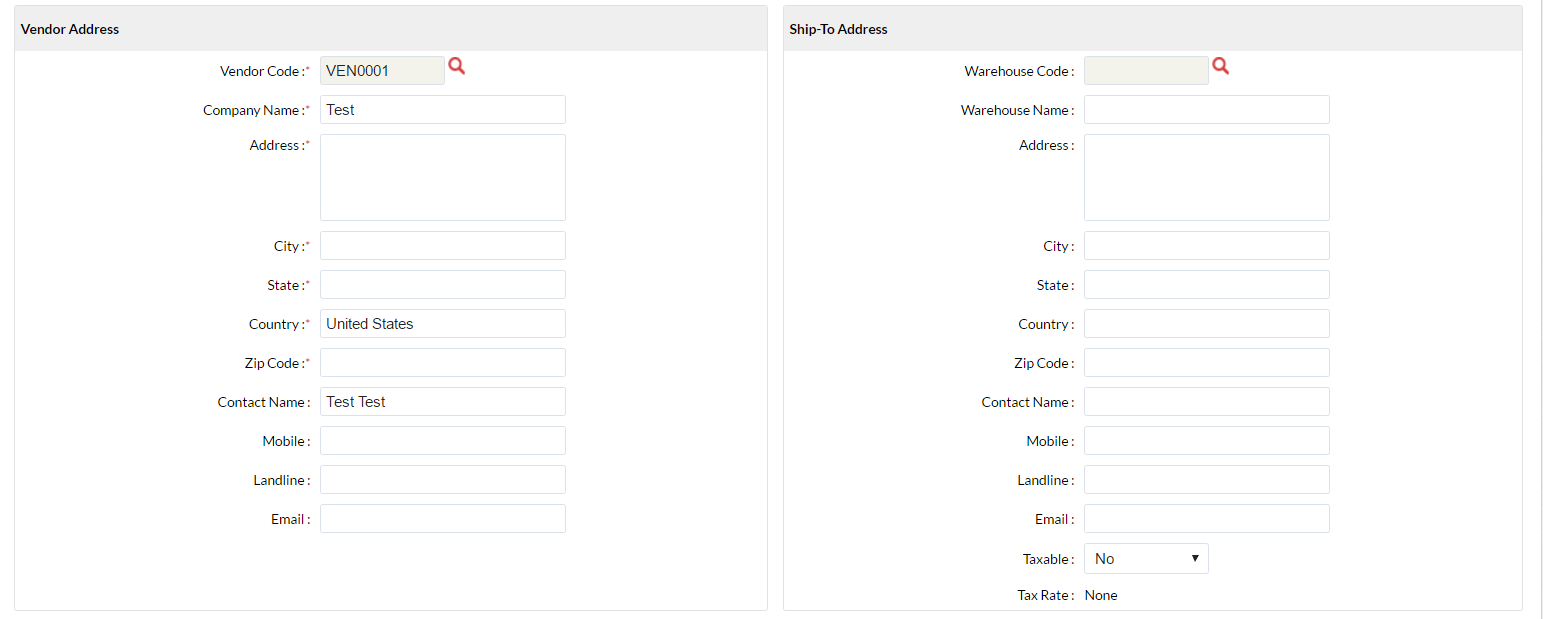 Vendor Address
Vendor Code :* VEN0001
Company Name :* Test
Address :*
City :*
State :*
Country :* United States
Zip Code :*
Contact Name : Test Test
Mobile :
Landline :
Email :
Ship-To Address
Warehouse Code :
Warehouse Name :
Address :
City :
State :
Country :
Zip Code :
Contact Name :
Mobile :
Landline :
Email :
Taxable : No
Tax Rate : None